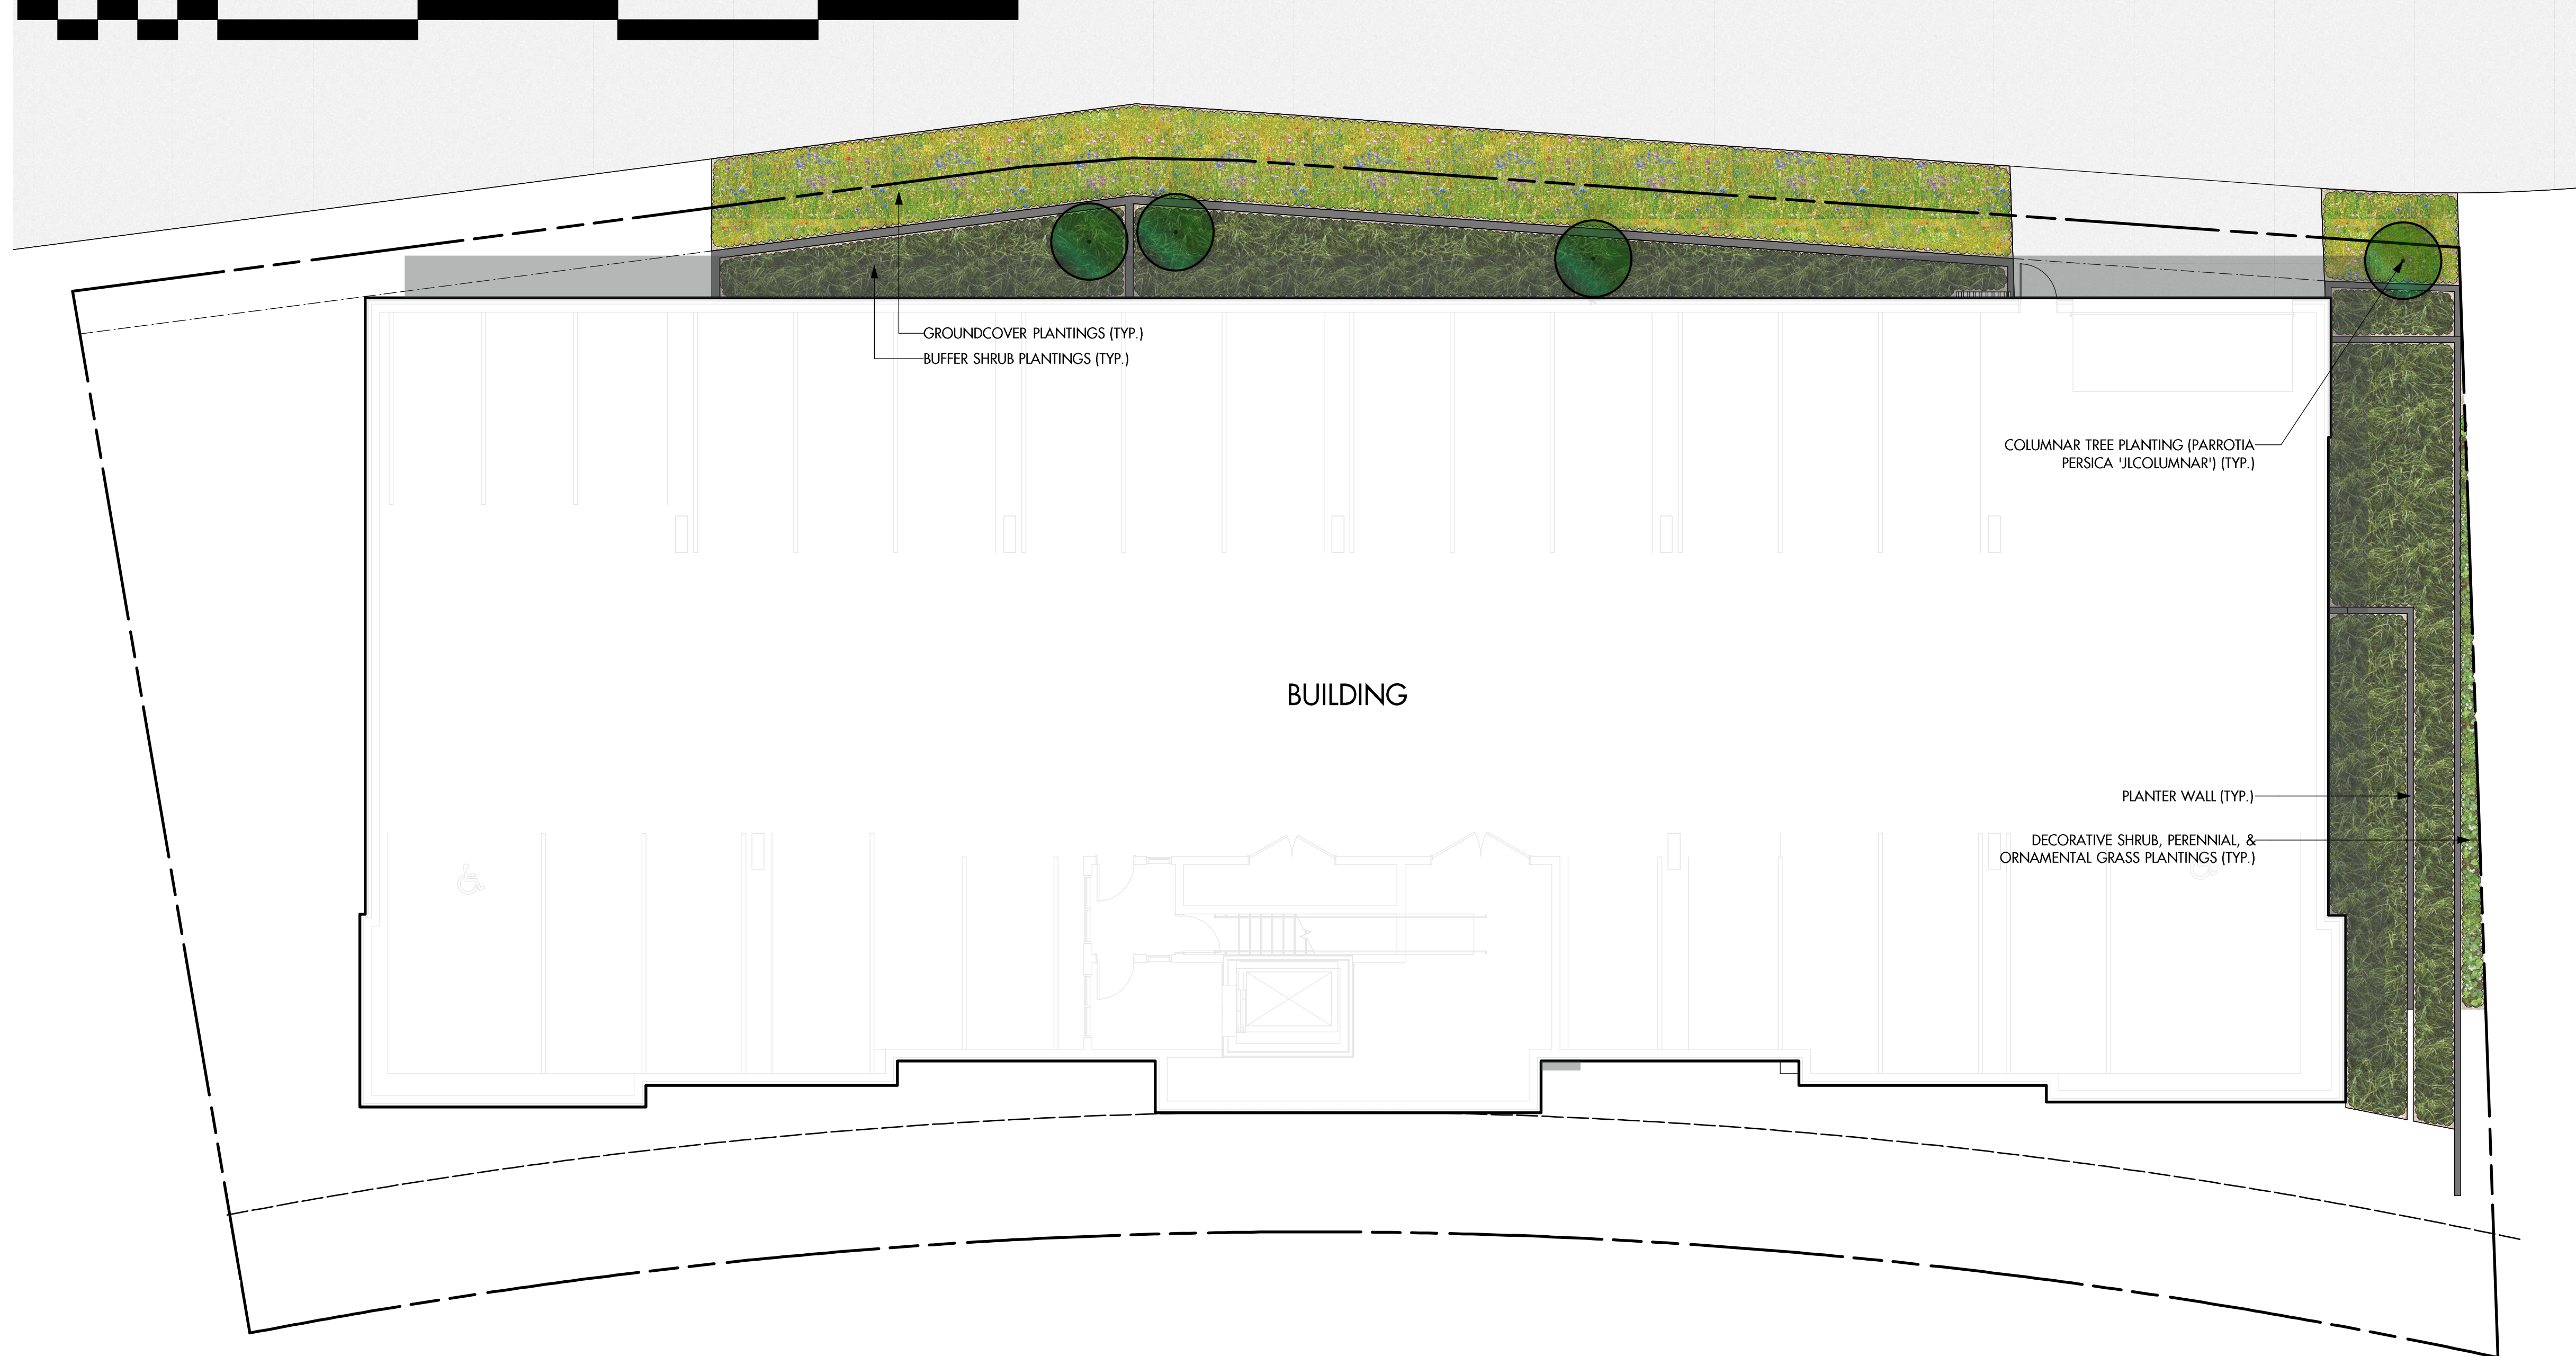 GROUNDCOVER PLANTINGS (TYP.)
BUFFER SHRUB PLANTINGS (TYP.)
COLUMNAR TREE PLANTING (PARROTIA
PERSICA 'JLCOLUMNAR') (TYP.)
BUILDING
PLANTER WALL (TYP.)
DECORATIVE SHRUB, PERENNIAL, &
ORNAMENTAL GRASS PLANTINGS (TYP.)